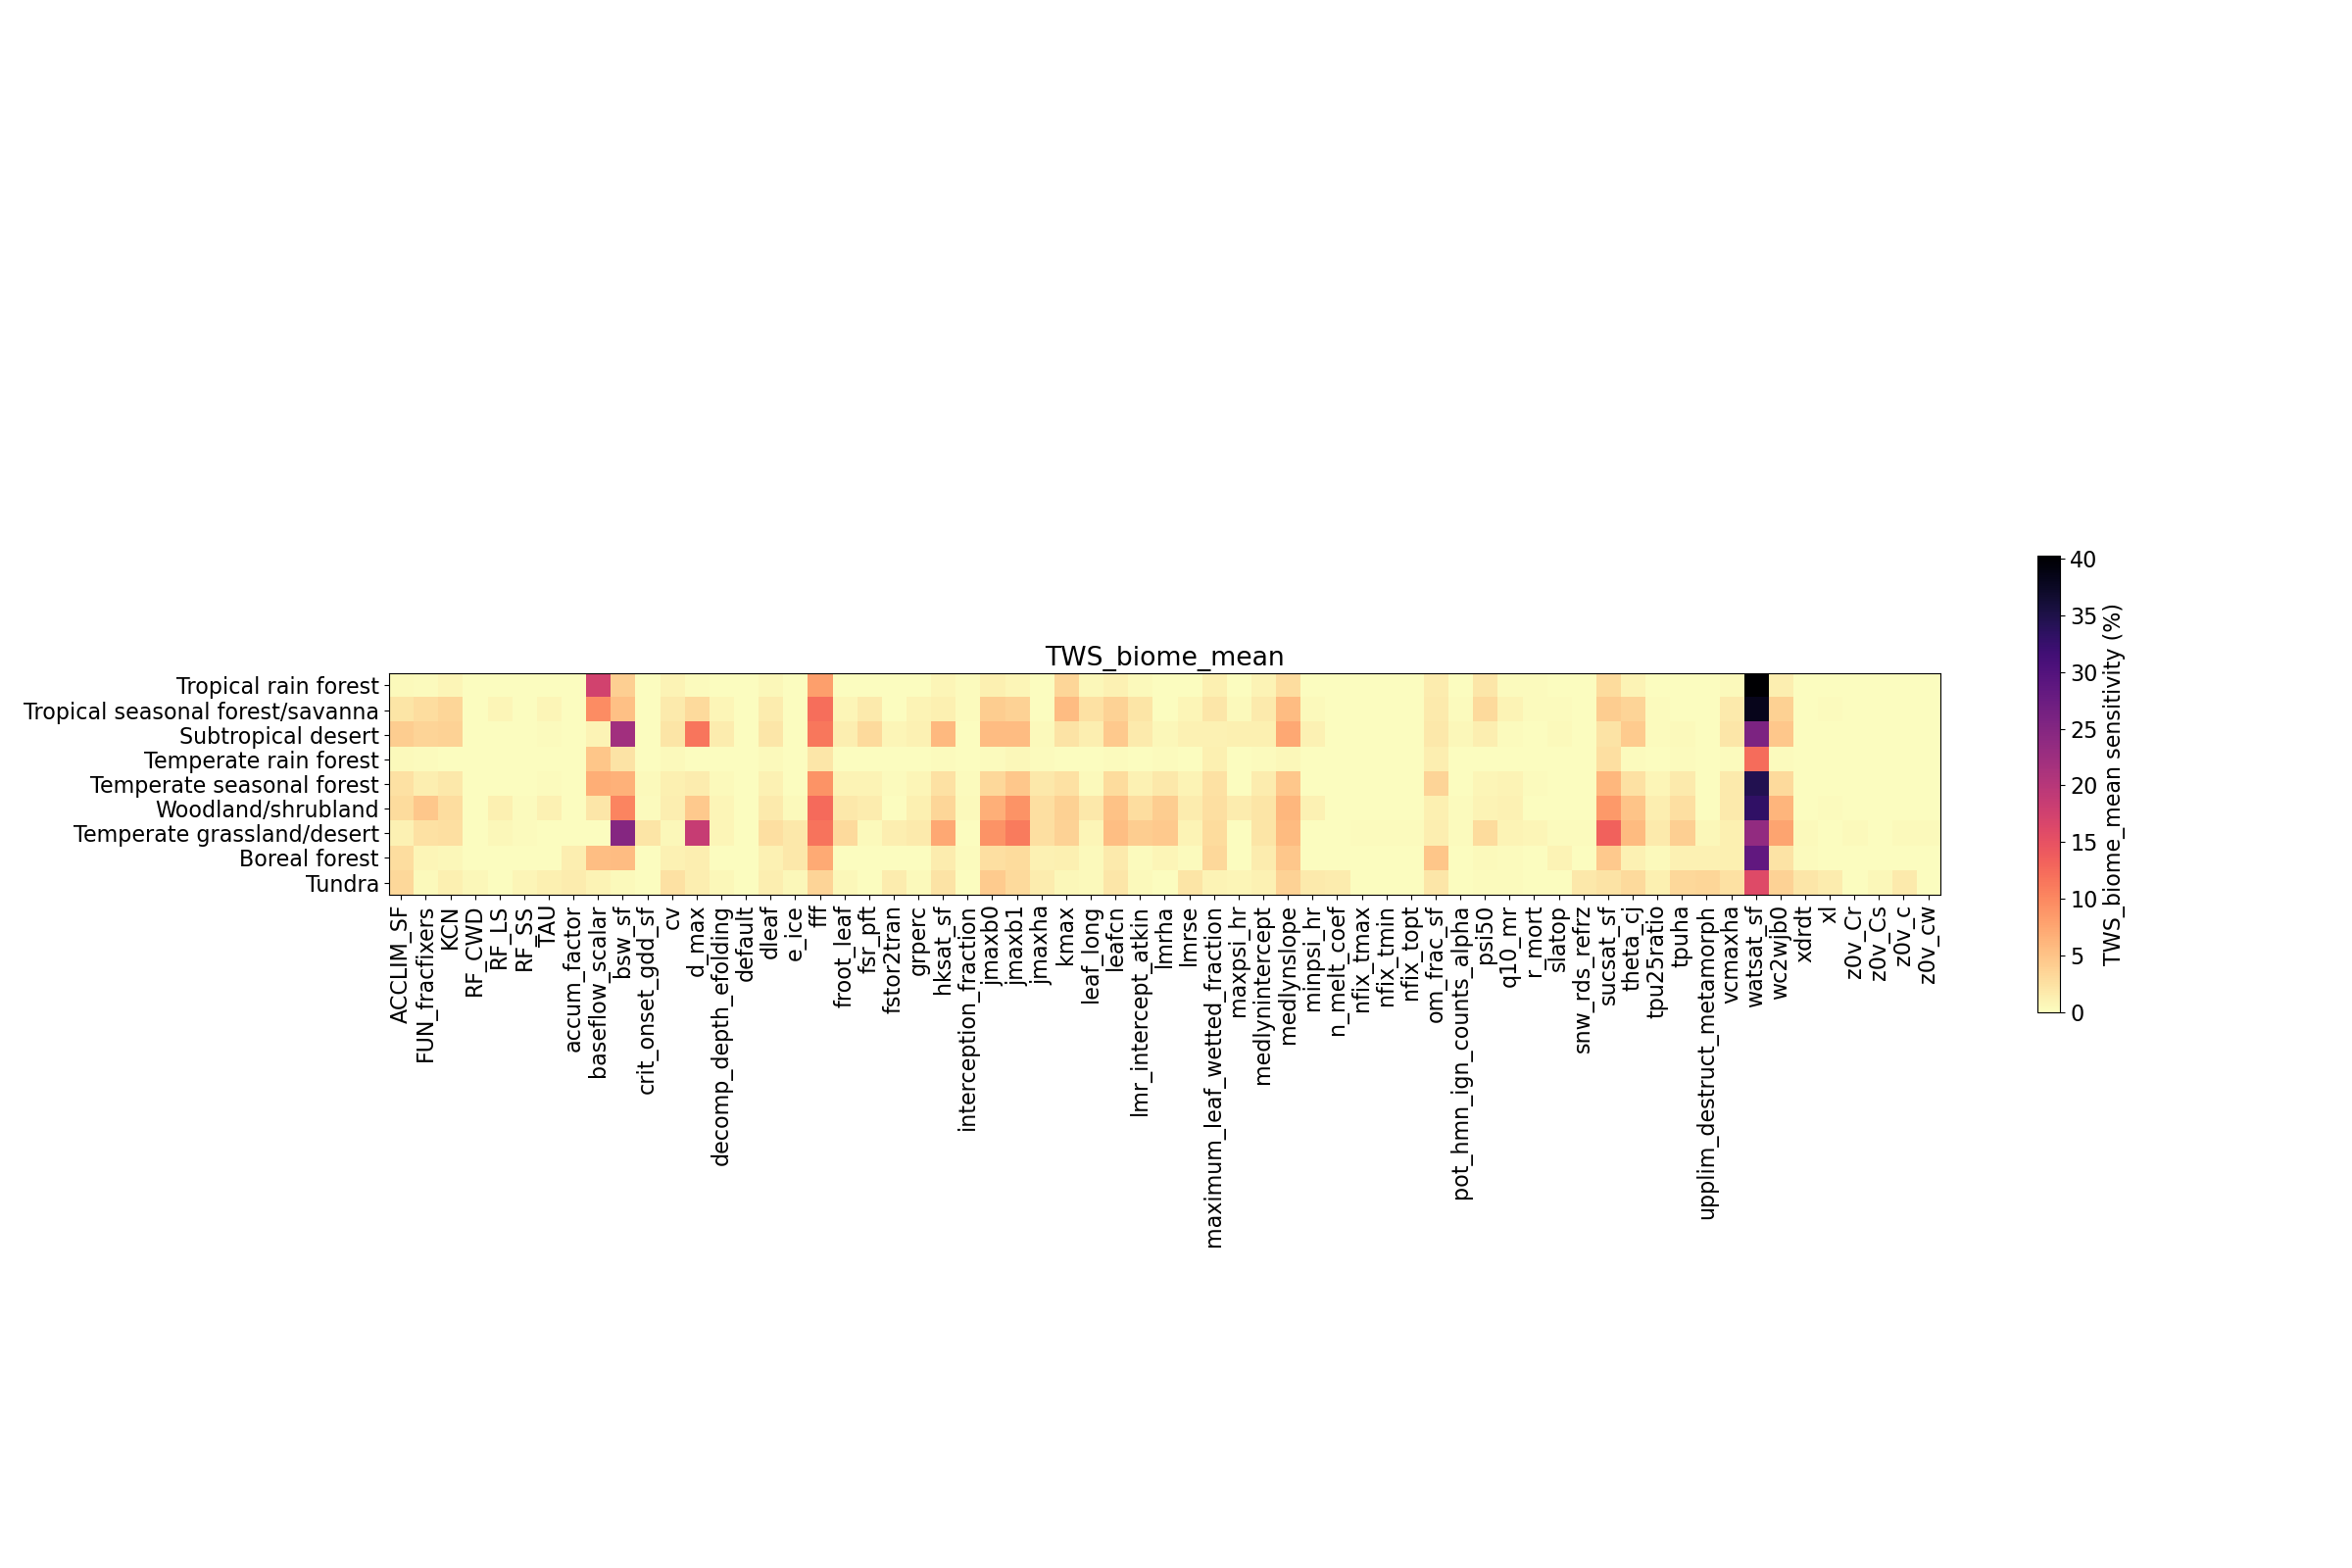 TWS_biome_mean
Tropical rain forest
Tropical seasonal forest/savanna
Subtropical desert
Temperate rain forest
Temperate seasonal forest
Woodland/shrubland
Temperate grassland/desert
Boreal forest
Tundra
ACCLIM_SF
FUN_fracfixers
KCN
RF_CWD
RF_LS
RF_SS
TAU
accum_factor
baseflow_scalar
bsw_sf
crit_onset_gdd_sf
cv
d_max
decomp_depth_efolding
default
dleaf
e_ice
fff
froot_leaf
fsr_pft
fstor2tran
grperc
hksat_sf
interception_fraction
jmaxb0
jmaxb1
jmaxha
kmax
leaf_long
leafcn
lmr_intercept_atkin
lmrha
lmrse
maximum_leaf_wetted_fraction
maxpsi_hr
medlynintercept
medlynslope
minpsi_hr
n_melt_coef
nfix_tmax
nfix_tmin
nfix_topt
om_frac_sf
pot_hmn_ign_counts_alpha
psi50
q10_mr
r_mort
slatop
snw_rds_refrz
sucsat_sf
theta_cj
tpu25ratio
tpuha
upplim_destruct_metamorph
vcmaxha
watsat_sf
wc2wjb0
xdrdt
xl
z0v_Cr
z0v_Cs
z0v_c
z0v_cw
40
35
30
25
20
15
10
5
0
TWS_biome_mean sensitivity (%)